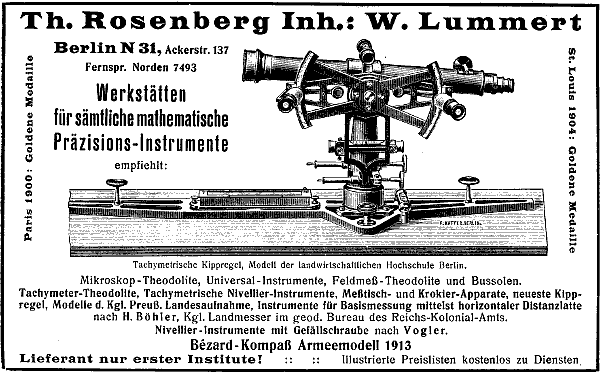 Th. Rosenberg Inh.: W. Lummert
Paris 1900: Goldene Medaille
Berlin N 31, Ackerstr. 137
Fernspr. Norden 7493
Werkstätten
für sämtliche mathematische
Präzisions-Instrumente
empfiehlt:
St. Louis 1904: Goldene Medaille
Tachymetrische Kippregel, Modell der landwirtschaftlichen Hochschule Berlin.
Mikroskop-Theodolite, Universal-Instrumente, Feldmeß-Theodolite und Bussolen.
Tachymeter-Theodolite, Tachymetrische Nivellier-Instrumente, Meßtisch- und Krokier-Apparate, neueste Kipp-
regel, Modelle d. Kgl. Preuß. Landesaufnahme, Instrumente für Basismessung mittelst horizontaler Distanzlatte
nach H. Böhler, Kgl. Landmesser im geod. Bureau des Reichs-Kolonial-Amts.
Nivellier-Instrumente mit Gefällschraube nach Vogler.
Bézard-Kompaß Armeemodell 1913
Lieferant nur erster Institute! :: :: Illustrierte Preislisten kostenlos zu Diensten.